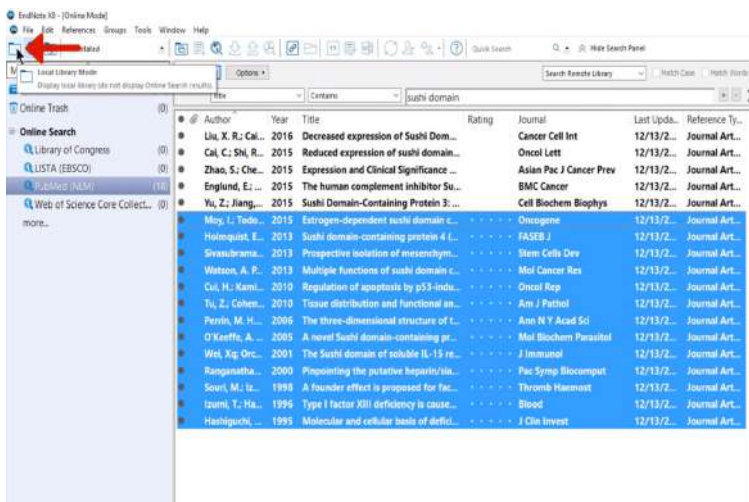 EndNote X8 - [Online Mode]
File Edit References Groups Tools Window Help
Quick Search Hide Search Panel
Local Library Mode
Display local library (do not display Online Search results).
Options
Search Remote Library Match Case Match Words
Title Contains sushi domain
Online Trash (0)
Online Search
Library of Congress (0)
LISTA (EBSCO) (0)
PubMed (NLM) (18)
Web of Science Core Collect... (0)
more...
Author Year Title Rating Journal Last Upda... Reference Ty...
Liu, X. R.; Cai... 2016 Decreased expression of Sushi Dom... Cancer Cell Int 12/13/2... Journal Art...
Cai, C.; Shi, R... 2015 Reduced expression of sushi domain... Oncol Lett 12/13/2... Journal Art...
Zhao, S.; Che... 2015 Expression and Clinical Significance ... Asian Pac J Cancer Prev 12/13/2... Journal Art...
Englund, E.; ... 2015 The human complement inhibitor Su... BMC Cancer 12/13/2... Journal Art...
Yu, Z.; Jiang,... 2015 Sushi Domain-Containing Protein 3: ... Cell Biochem Biophys 12/13/2... Journal Art...
Moy, I.; Todo... 2015 Estrogen-dependent sushi domain c... Oncogene 12/13/2... Journal Art...
Holmquist, E... 2013 Sushi domain-containing protein 4 (... FASEB J 12/13/2... Journal Art...
Sivasubrama... 2013 Prospective isolation of mesenchym... Stem Cells Dev 12/13/2... Journal Art...
Watson, A. P... 2013 Multiple functions of sushi domain c... Mol Cancer Res 12/13/2... Journal Art...
Cui, H.; Kami... 2010 Regulation of apoptosis by p53-indu... Oncol Rep 12/13/2... Journal Art...
Tu, Z.; Cohen... 2010 Tissue distribution and functional an... Am J Pathol 12/13/2... Journal Art...
Perrin, M. H.... 2006 The three-dimensional structure of t... Ann N Y Acad Sci 12/13/2... Journal Art...
O'Keeffe, A. ... 2005 A novel Sushi domain-containing pr... Mol Biochem Parasitol 12/13/2... Journal Art...
Wei, Xq; Orc... 2001 The Sushi domain of soluble IL-15 re... J Immunol 12/13/2... Journal Art...
Ranganatha... 2000 Pinpointing the putative heparin/sia... Pac Symp Biocomput 12/13/2... Journal Art...
Souri, M.; Iz... 1998 A founder effect is proposed for fac... Thromb Haemost 12/13/2... Journal Art...
Izumi, T.; Ha... 1996 Type I factor XIII deficiency is cause... Blood 12/13/2... Journal Art...
Hashiguchi, ... 1995 Molecular and cellular basis of defici... J Clin Invest 12/13/2... Journal Art...